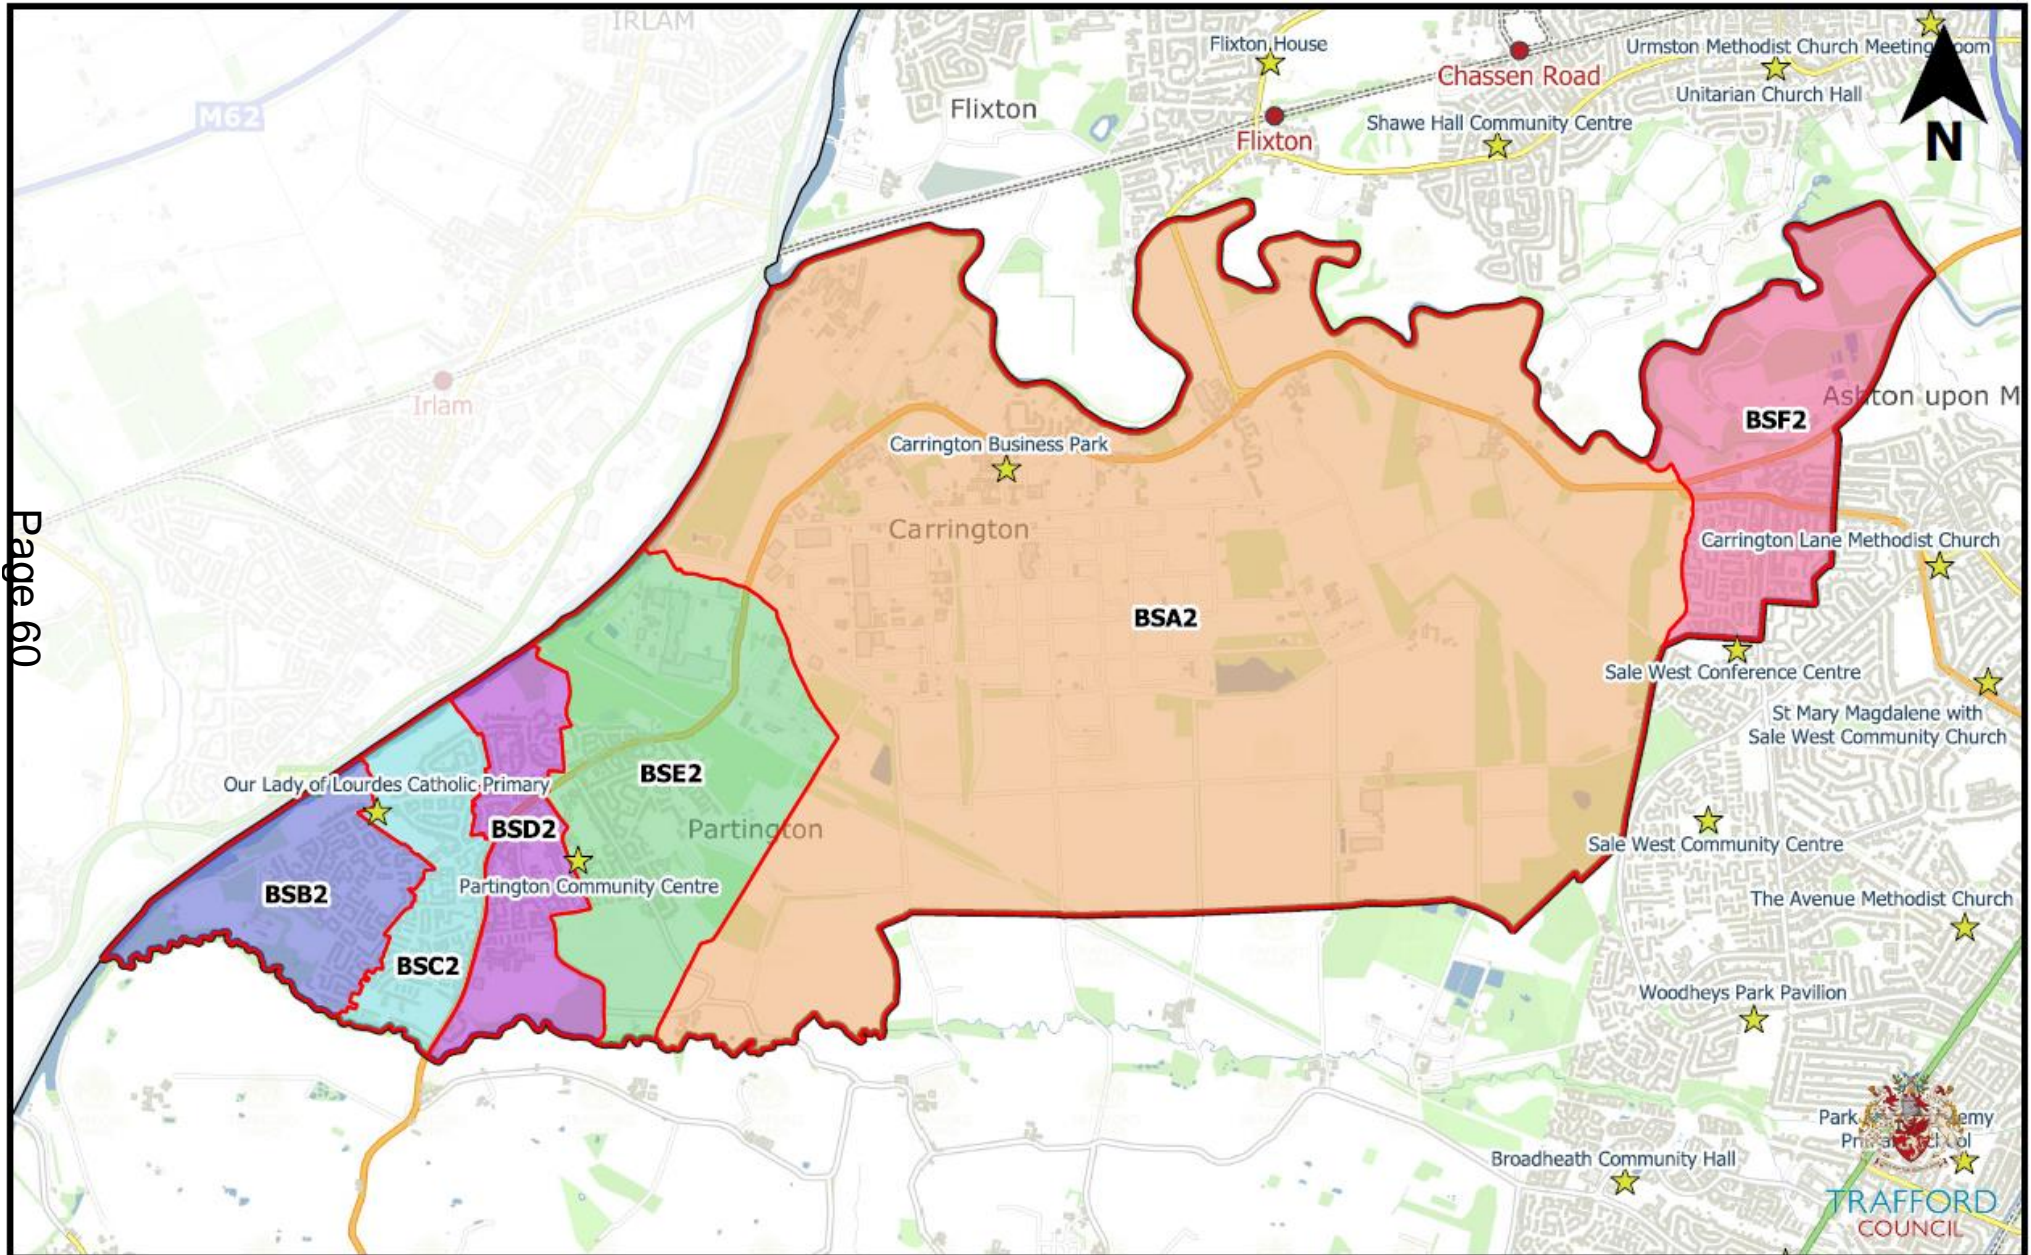 IRLAM
M62
Flixton House
Chassen Road
Urmston Methodist Church Meeting
Unitarian Church Hall
Flixton
Flixton
Shawe Hall Community Centre
N
Irlam
Ashton upon M
BSF2
Carrington Business Park
Carrington
Carrington Lane Methodist Church
Page 60
BSA2
Sale West Conference Centre
St Mary Magdalene with
Sale West Community Church
BSE2
Our Lady of Lourdes Catholic Primary
Partington
BSD2
Sale West Community Centre
BSB2
Partington Community Centre
The Avenue Methodist Church
BSC2
Woodheys Park Pavilion
Park
Broadheath Community Hall
TRAFFORD
COUNCIL